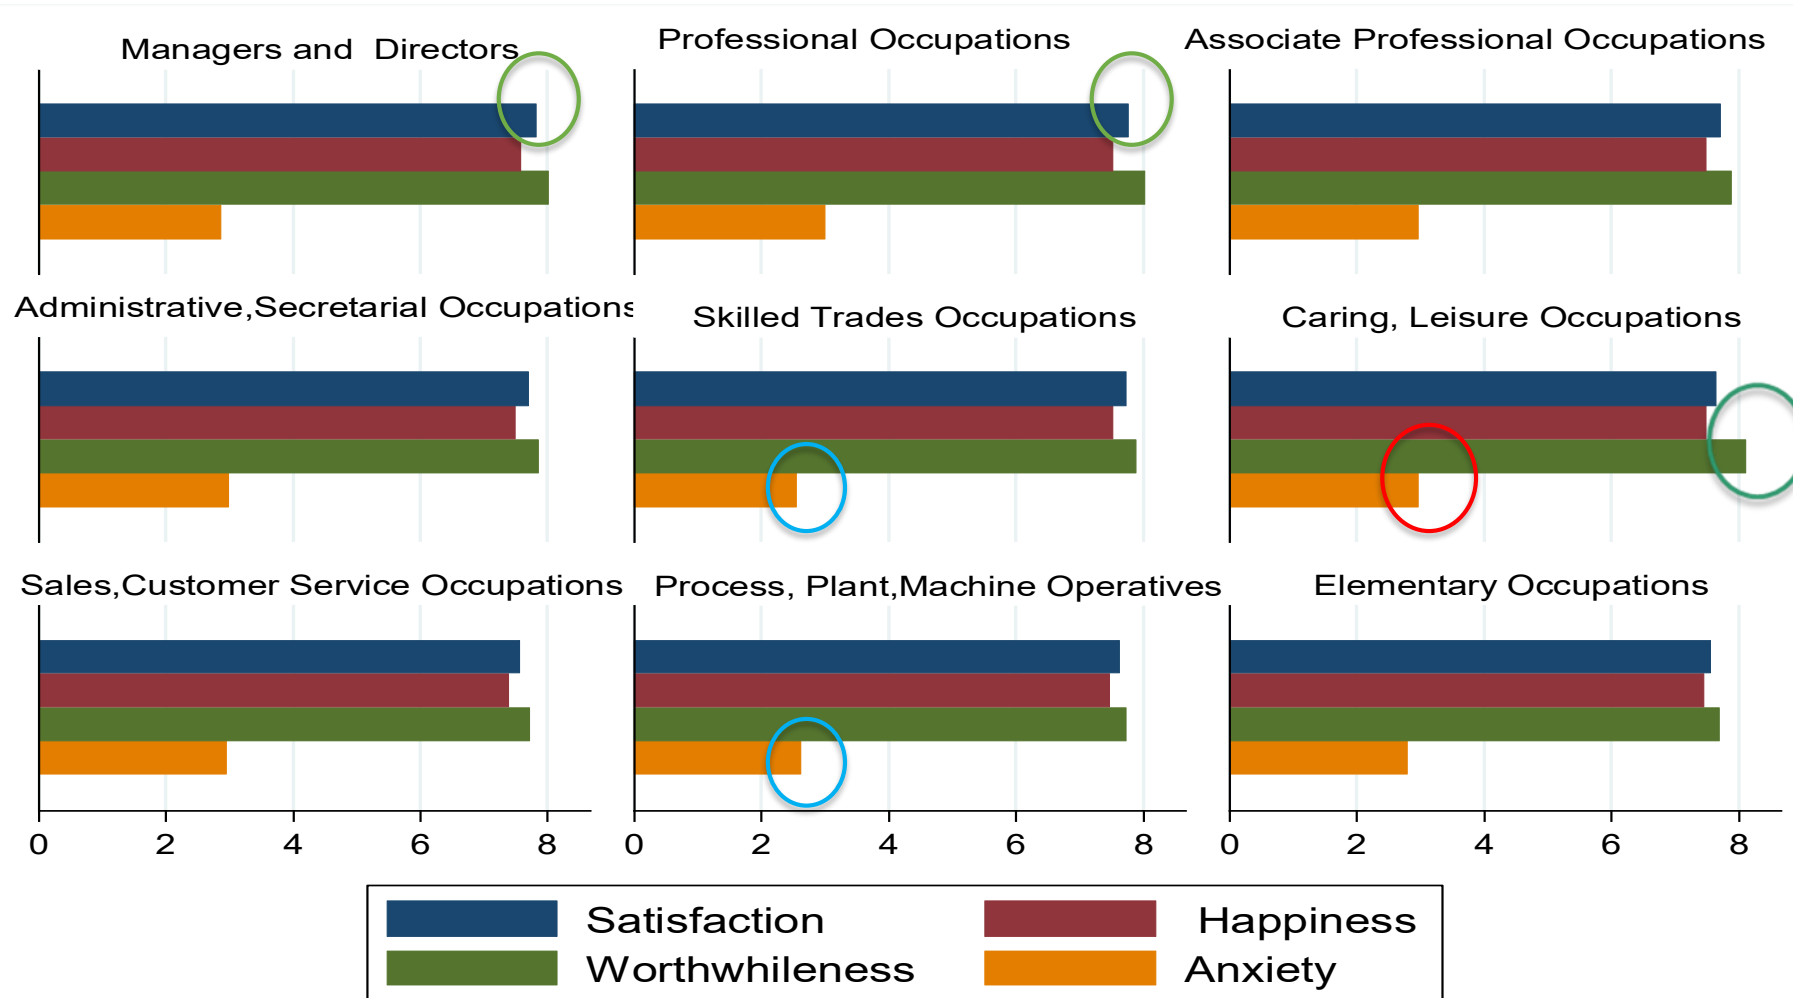 Managers and  Directors
Professional Occupations
Associate Professional Occupations
Administrative,Secretarial Occupations
Skilled Trades Occupations
Caring, Leisure Occupations
Sales,Customer Service Occupations
Process, Plant,Machine Operatives
Elementary Occupations
0 2 4 6 8
0 2 4 6 8
0 2 4 6 8
Satisfaction
Happiness
Worthwhileness
Anxiety